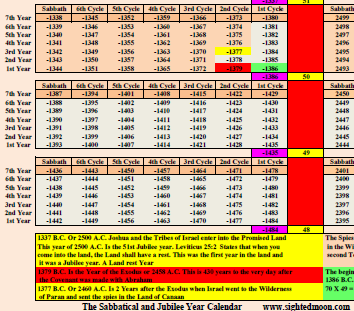 -1337 51
Sabbath 6th Cycle 5th Cycle 4th Cycle 3rd Cycle 2nd Cycle 1st Cycle Sabbath
7th Year -1338 -1345 -1352 -1359 -1366 -1373 -1380 2499
6th Year -1339 -1346 -1353 -1360 -1367 -1374 -1381 2498
5th Year -1340 -1347 -1354 -1361 -1368 -1375 -1382 2497
4th Year -1341 -1348 -1355 -1362 -1369 -1376 -1383 2496
3rd Year -1342 -1349 -1356 -1363 -1370 -1377 -1384 2495
2nd Year -1343 -1350 -1357 -1364 -1371 -1378 -1385 2494
1st Year -1344 -1351 -1358 -1365 -1372 -1379 -1386 2493
-1386 50
Sabbath 6th Cycle 5th Cycle 4th Cycle 3rd Cycle 2nd Cycle 1st Cycle Sabbath
7th Year -1387 -1394 -1401 -1408 -1415 -1422 -1429 2450
6th Year -1388 -1395 -1402 -1409 -1416 -1423 -1430 2449
5th Year -1389 -1396 -1403 -1410 -1417 -1424 -1431 2448
4th Year -1390 -1397 -1404 -1411 -1418 -1425 -1432 2447
3rd Year -1391 -1398 -1405 -1412 -1419 -1426 -1433 2446
2nd Year -1392 -1399 -1406 -1413 -1420 -1427 -1434 2445
1st Year -1393 -1400 -1407 -1414 -1421 -1428 -1435 2444
-1435 49
Sabbath 6th Cycle 5th Cycle 4th Cycle 3rd Cycle 2nd Cycle 1st Cycle Sabbath
7th Year -1436 -1443 -1450 -1457 -1464 -1471 -1478 2401
6th Year -1437 -1444 -1451 -1458 -1465 -1472 -1479 2400
5th Year -1438 -1445 -1452 -1459 -1466 -1473 -1480 2399
4th Year -1439 -1446 -1453 -1460 -1467 -1474 -1481 2398
3rd Year -1440 -1447 -1454 -1461 -1468 -1475 -1482 2397
2nd Year -1441 -1448 -1455 -1462 -1469 -1476 -1483 2396
1st Year -1442 -1449 -1456 -1463 -1470 -1477 -1484 2395
-1484 48
1337 B.C. Or 2500 A.C. Joshua and the Tribes of Israel enter into the Promised Land
This year of 2500 A.C. Is the 51st Jubilee year. Leviticus 25:2 States that when you
come into the land, the Land shall have a rest. This was the first year in the land and
it was a Jubilee year. A Land rest Year
1379 B.C. Is the Year of the Exodus or 2458 A.C. This is 430 years to the very day after
the Covenant was made with Abraham
1377 B.C. Or 2460 A.C. Is 2 Years after the Exodus when Israel went to the Wilderness
of Paran and sent the spies in the Land of Canaan
The Spies
in the Wi
second T
The begin
1386 B.C.
70 X 49 =
The Sabbatical and Jubilee Year Calendar www.sightedmoon.com